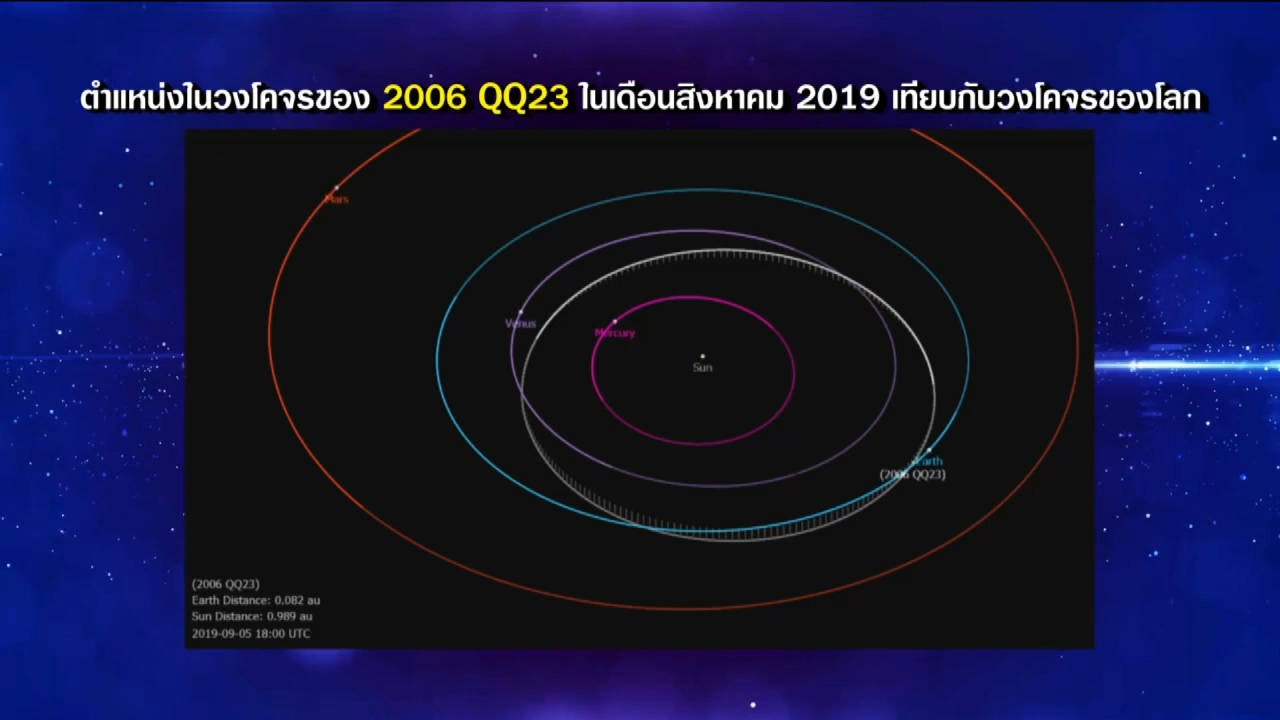 ตำแหน่งในวงโคจรของ 2006 QQ23 ในเดือนสิงหาคม 2019 เทียบกับวงโคจรของโลก
Mars
Venus
Mercury
Sun
Earth
(2006 QQ23)
(2006 QQ23)
Earth Distance: 0.082 au
Sun Distance: 0.989 au
2019-09-05 18:00 UTC